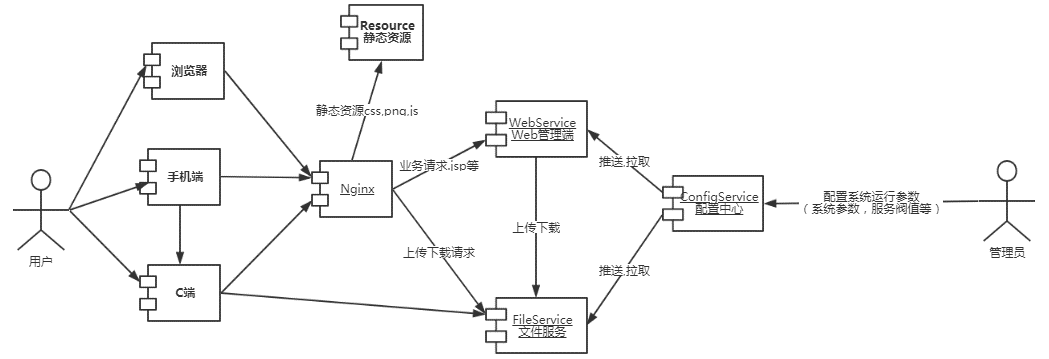 Resource
静态资源
浏览器
静态资源css,png,js
WebService
Web管理端
手机端
Nginx
业务请求.jsp等
推送.拉取
ConfigService
配置中心
配置系统运行参数
（系统参数，服务阀值等）
用户
管理员
上传下载
上传下载请求
推送.拉取
C端
FileService
文件服务